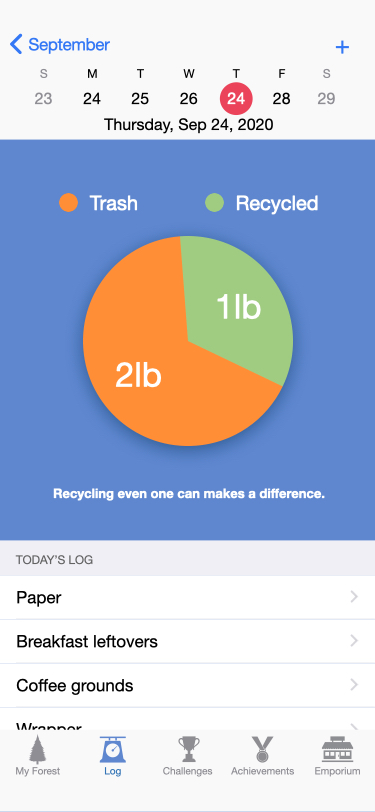 September +
S M T W T F S
23 24 25 26 24 28 29
Thursday, Sep 24, 2020
Trash Recycled
1lb
2lb
Recycling even one can makes a difference.
TODAY'S LOG
Paper
Breakfast leftovers
Coffee grounds
Wrapper
My Forest Log Challenges Achievements Emporium